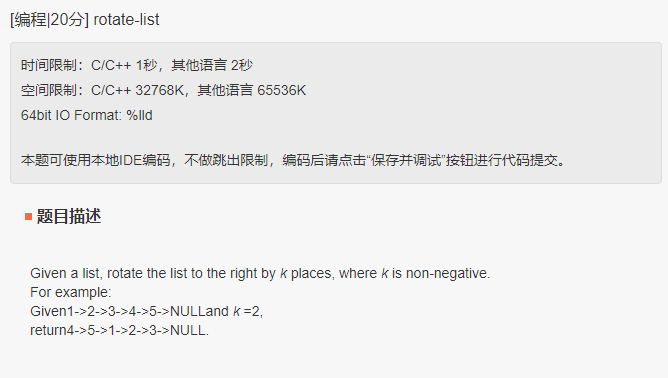 [编程|20分] rotate-list
时间限制：C/C++ 1秒，其他语言 2秒
空间限制：C/C++ 32768K，其他语言 65536K
64bit IO Format: %lld
本题可使用本地IDE编码，不做跳出限制，编码后请点击“保存并调试”按钮进行代码提交。
题目描述
Given a list, rotate the list to the right by k places, where k is non-negative.
For example:
Given1->2->3->4->5->NULLand k =2,
return4->5->1->2->3->NULL.